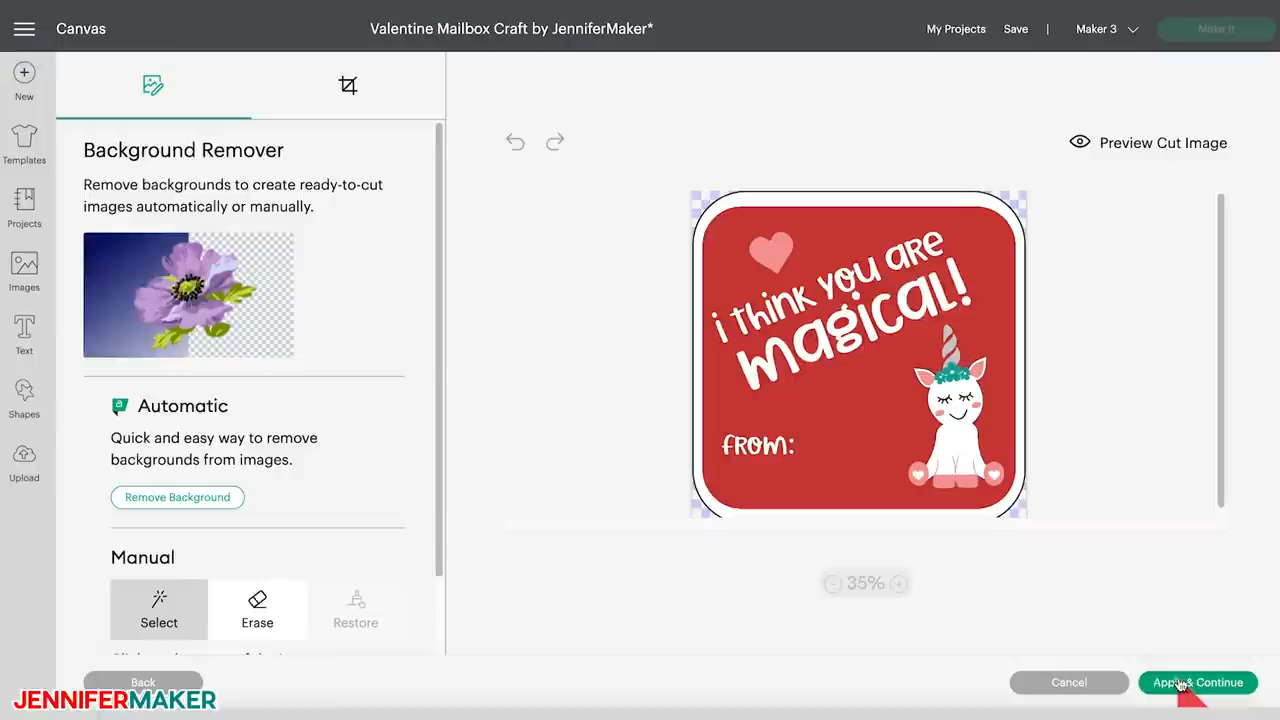 Canvas
Valentine Mailbox Craft by JenniferMaker*
My Projects
Save
|
Maker 3
Make It
New
Templates
Projects
Images
Text
Shapes
Upload
Background Remover
Remove backgrounds to create ready-to-cut
images automatically or manually.
Automatic
Quick and easy way to remove
backgrounds from images.
Remove Background
Manual
Select
Erase
Restore
Preview Cut Image
i think you are
magical!
from:
35%
Back
Cancel
Apply & Continue
JENNIFERMAKER